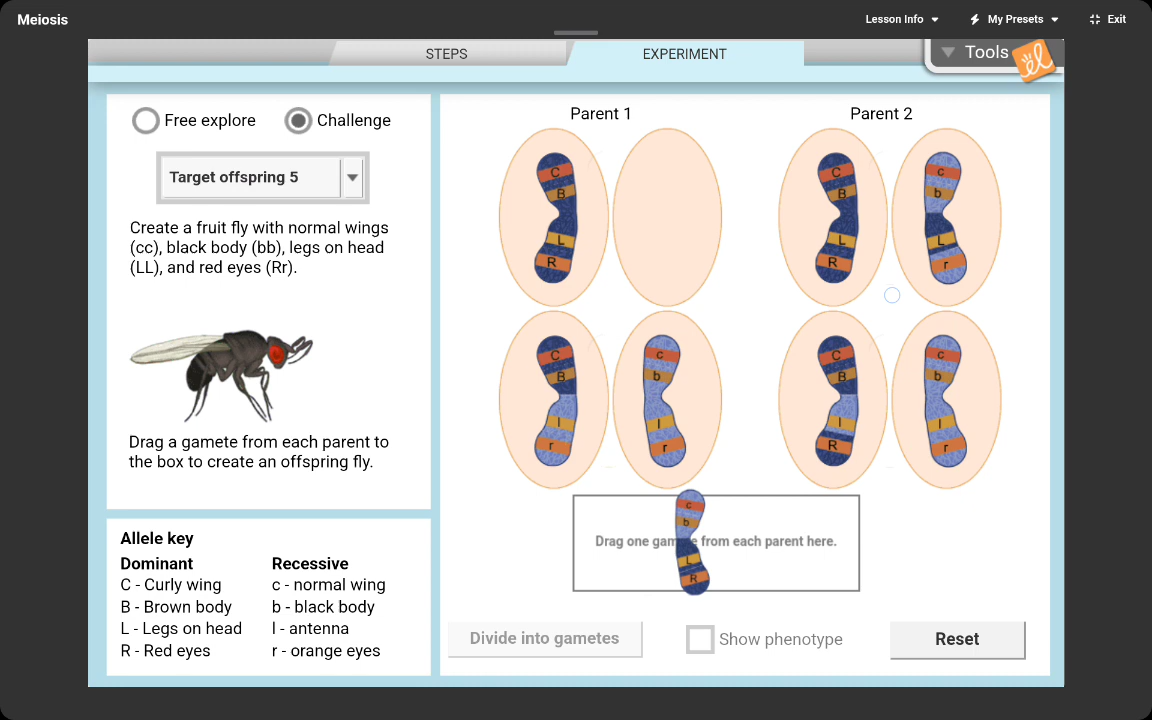 Meiosis
Lesson Info
My Presets
Exit
STEPS
EXPERIMENT
Tools
Free explore
Challenge
Target offspring 5
Create a fruit fly with normal wings
(cc), black body (bb), legs on head
(LL), and red eyes (Rr).
Drag a gamete from each parent to
the box to create an offspring fly.
Allele key
Dominant
Recessive
C - Curly wing
c - normal wing
B - Brown body
b - black body
L - Legs on head
l - antenna
R - Red eyes
r - orange eyes
Parent 1
Parent 2
C
B
L
R
C
B
L
R
c
b
L
r
C
B
l
r
c
b
l
r
C
B
l
R
c
b
l
r
c
b
L
R
Drag one gamete from each parent here.
Divide into gametes
Show phenotype
Reset